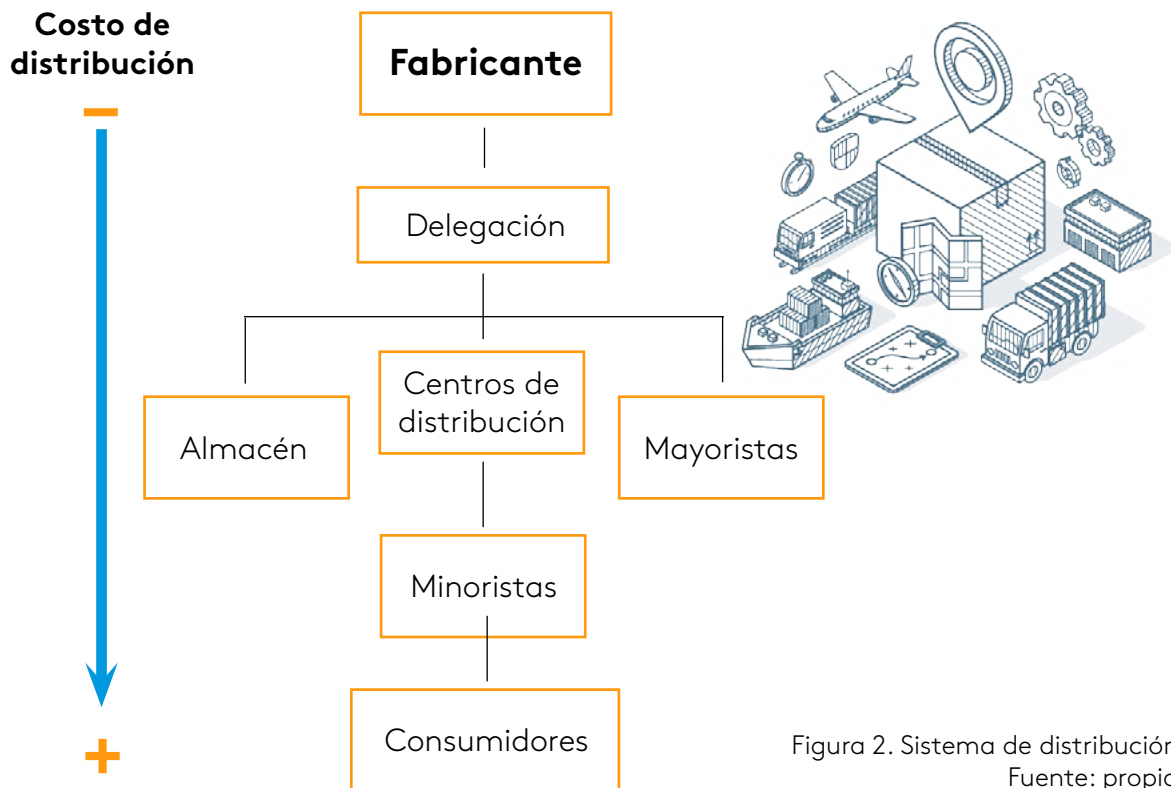 Costo de
distribución
Fabricante
Delegación
Almacén
Centros de
distribución
Mayoristas
Minoristas
Consumidores
Figura 2. Sistema de distribución
Fuente: propia